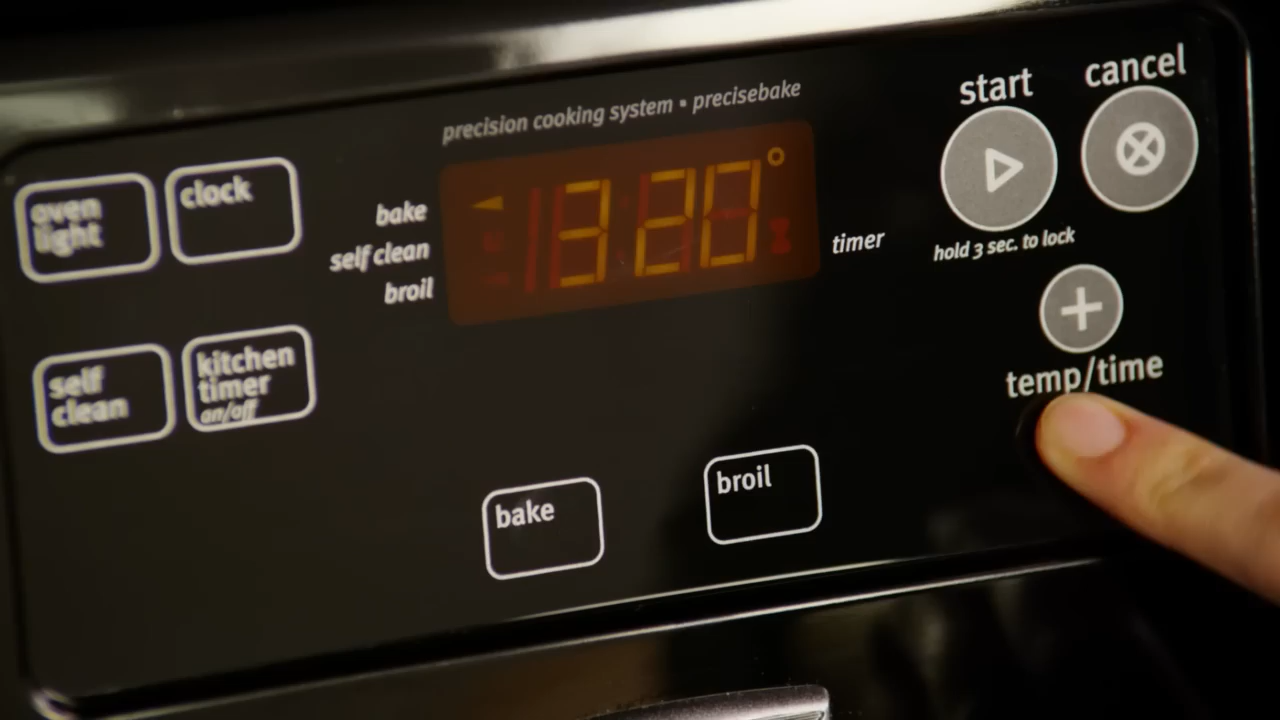 start
cancel
precision cooking system ▪ precisebake
oven
light
clock
bake
self clean
broil
320°
timer
hold 3 sec. to lock
+
temp/time
self
clean
kitchen
timer
on/off
bake
broil